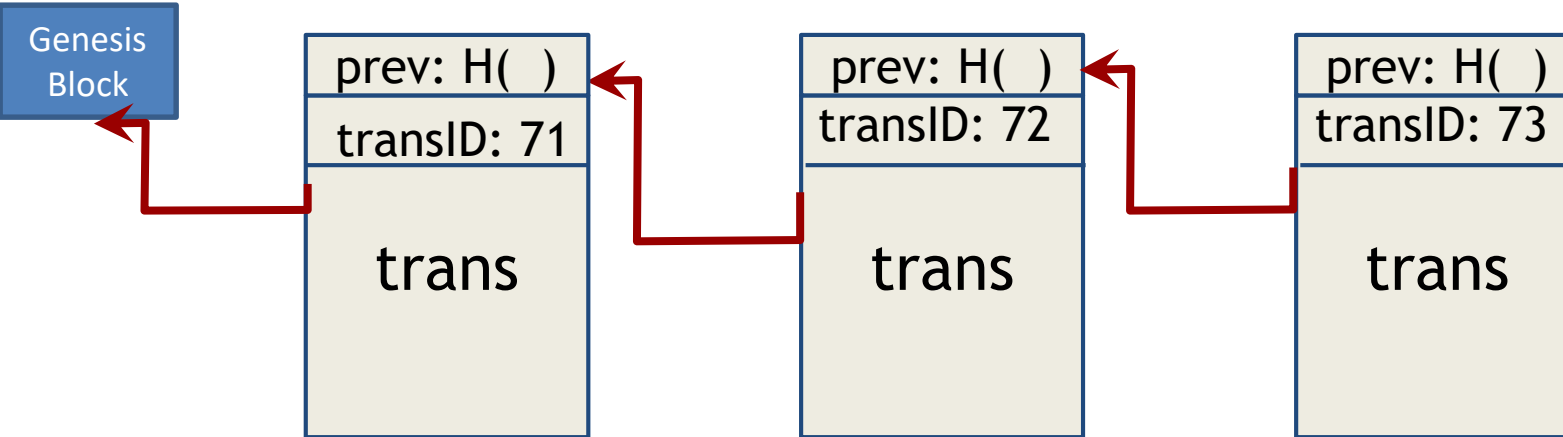 Genesis
Block
prev: H( )
transID: 71
trans
prev: H( )
transID: 72
trans
prev: H( )
transID: 73
trans